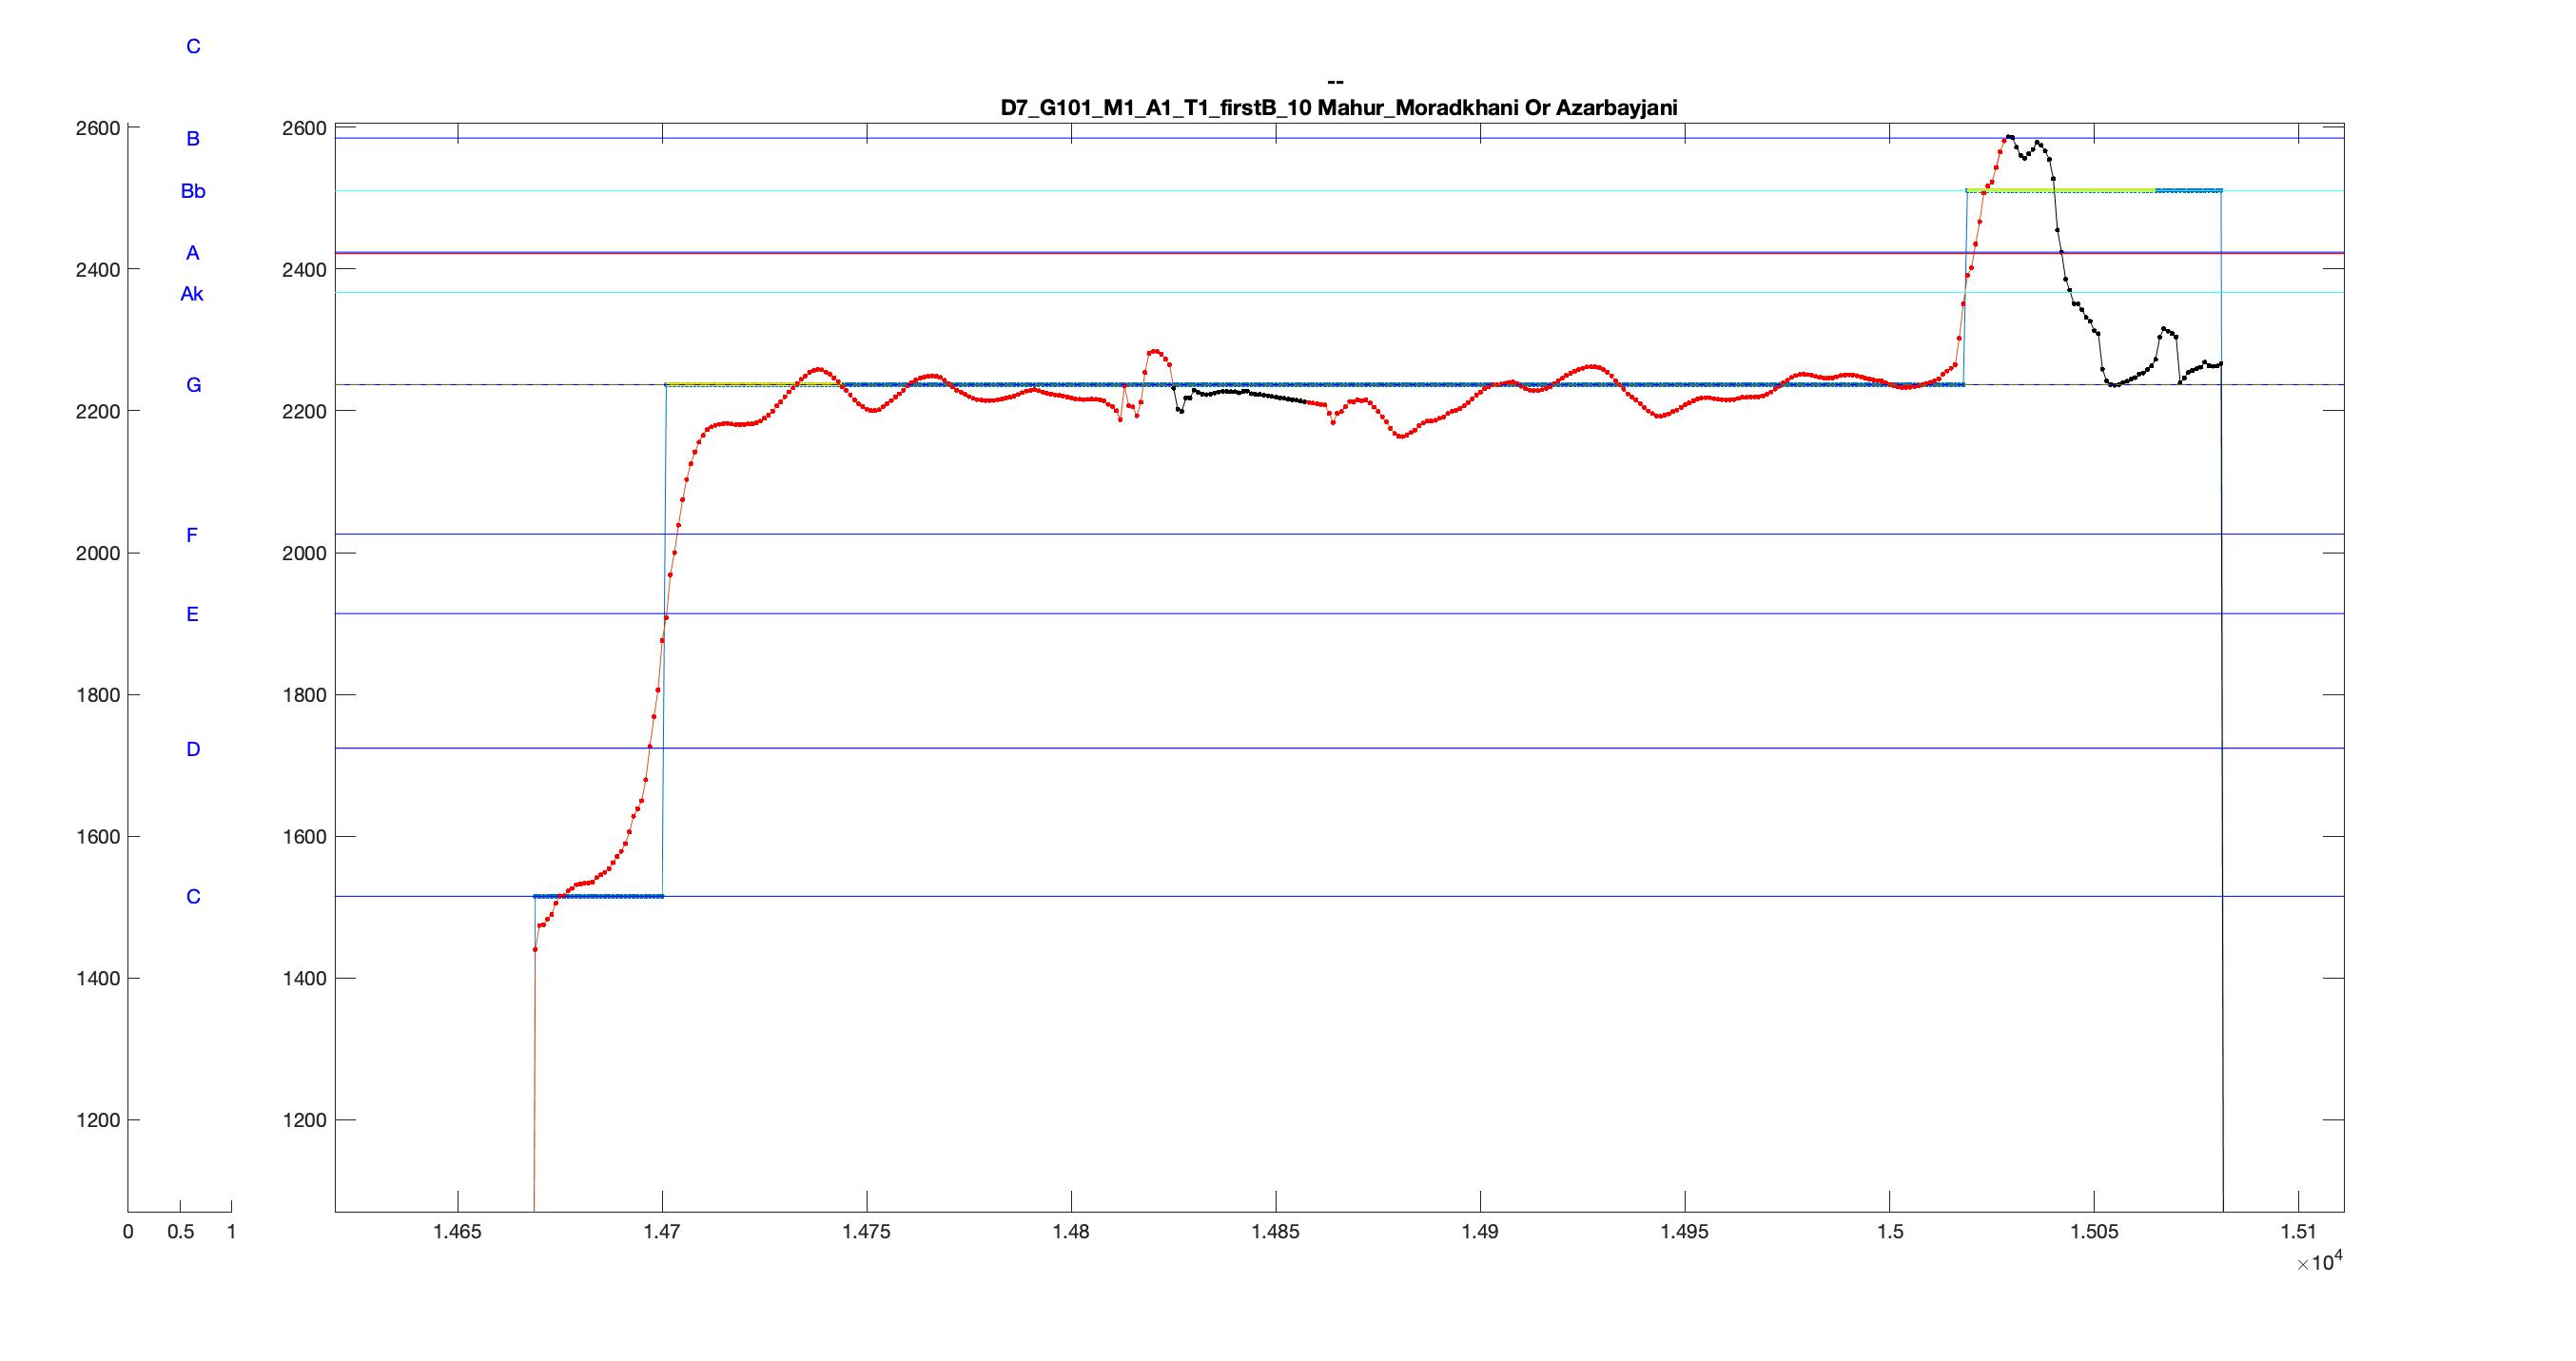 C
--
D7_G101_M1_A1_T1_firstB_10 Mahur_Moradkhani Or Azarbayjani
2600 2600
B
Bb
A
2400 2400
Ak
G
2200 2200
F
2000 2000
E
1800 1800
D
1600 1600
C
1400 1400
1200 1200
0 0.5 1 1.465 1.47 1.475 1.48 1.485 1.49 1.495 1.5 1.505 1.51
×10⁴